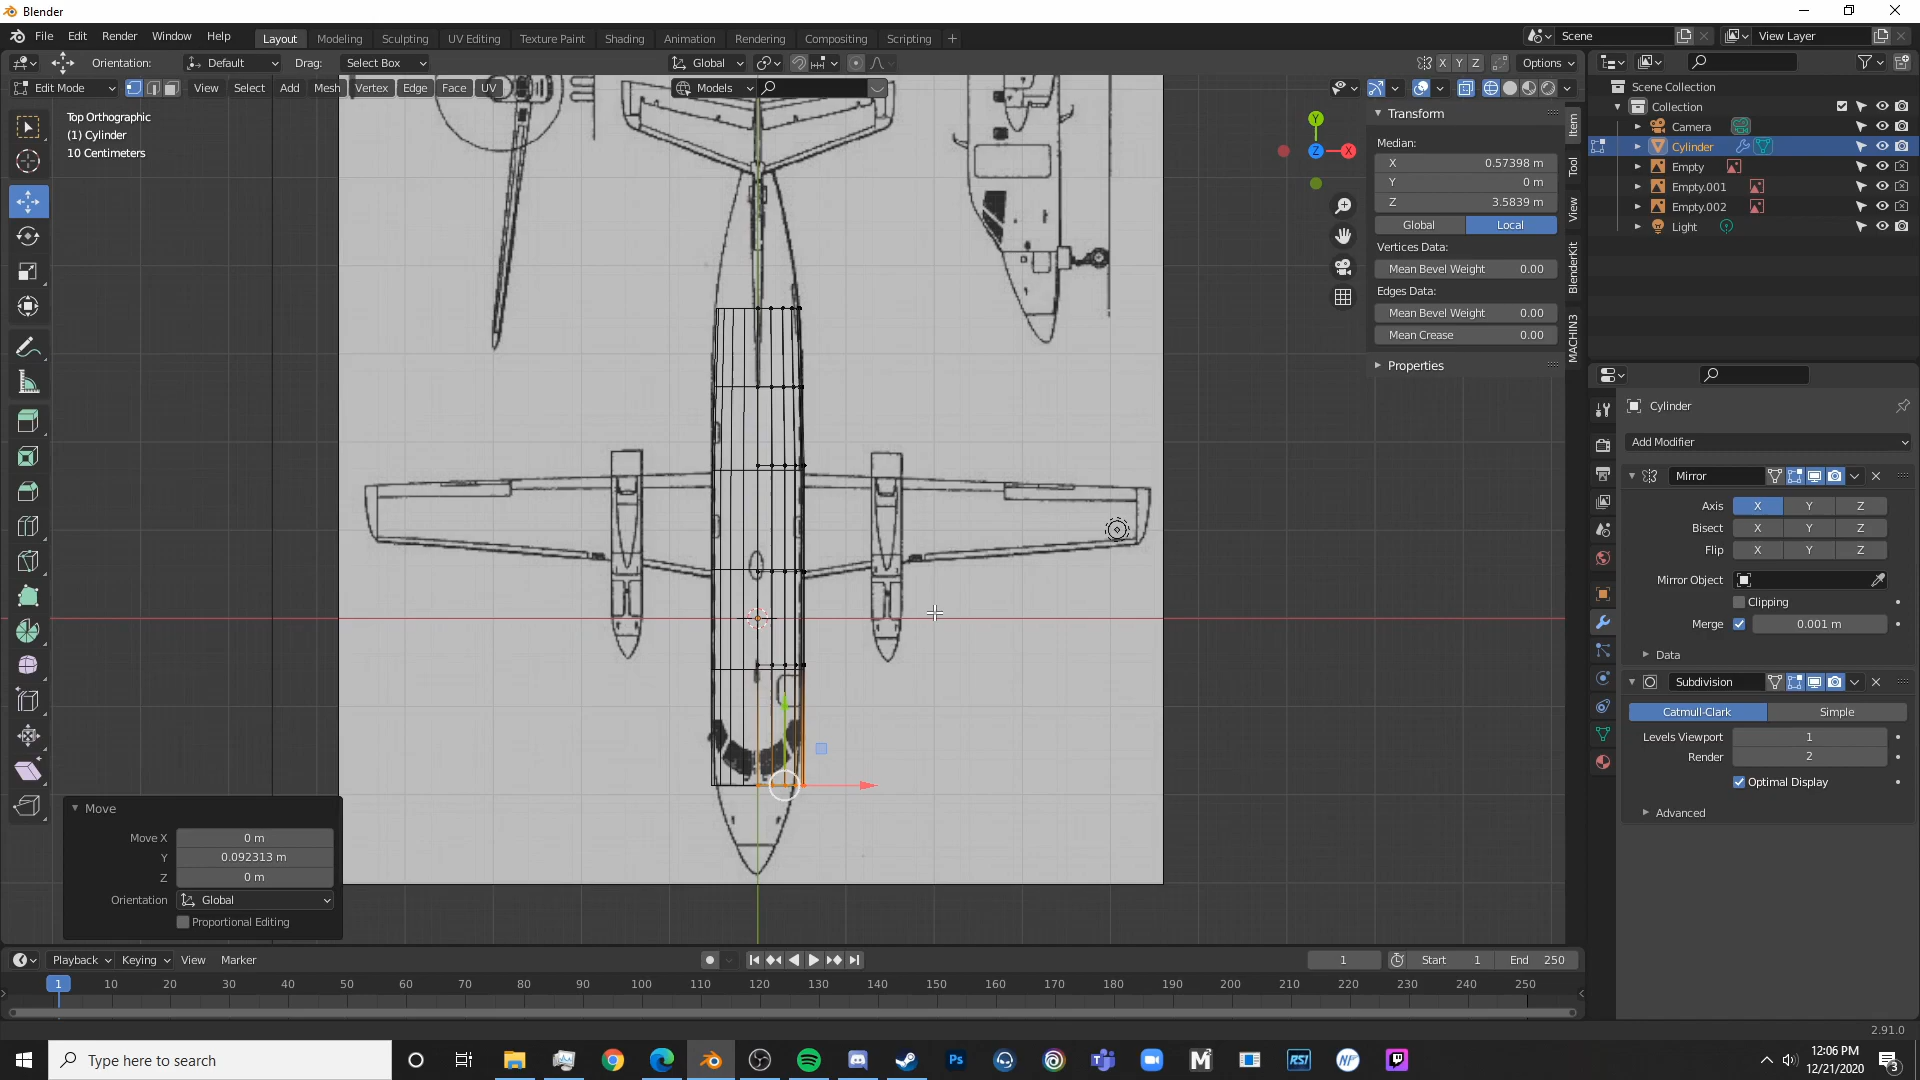 Blender
File Edit Render Window Help
Layout Modeling Sculpting UV Editing Texture Paint Shading Animation Rendering Compositing Scripting +
Scene
View Layer
Orientation: Default Drag: Select Box
Global
X Y Z Options
Edit Mode View Select Add Mesh Vertex Edge Face UV
Models
Top Orthographic
(1) Cylinder
10 Centimeters
Y
Z
X
Transform
Median:
X 0.57398 m
Y 0 m
Z 3.5839 m
Global Local
Vertices Data:
Mean Bevel Weight 0.00
Edges Data:
Mean Bevel Weight 0.00
Mean Crease 0.00
Properties
Item
Tool
View
BlenderKit
MACHIN3
Scene Collection
Collection
Camera
Cylinder
Empty
Empty.001
Empty.002
Light
Cylinder
Add Modifier
Mirror
Axis X Y Z
Bisect X Y Z
Flip X Y Z
Mirror Object
Clipping
Merge 0.001 m
Data
Subdivision
Catmull-Clark Simple
Levels Viewport 1
Render 2
Optimal Display
Advanced
Move
Move X 0 m
Y 0.092313 m
Z 0 m
Orientation Global
Proportional Editing
Playback Keying View Marker
1 Start 1 End 250
1 10 20 30 40 50 60 70 80 90 100 110 120 130 140 150 160 170 180 190 200 210 220 230 240 250
2.91.0
Type here to search
Ps
M
RSI
NP
12:06 PM
12/21/2020
3